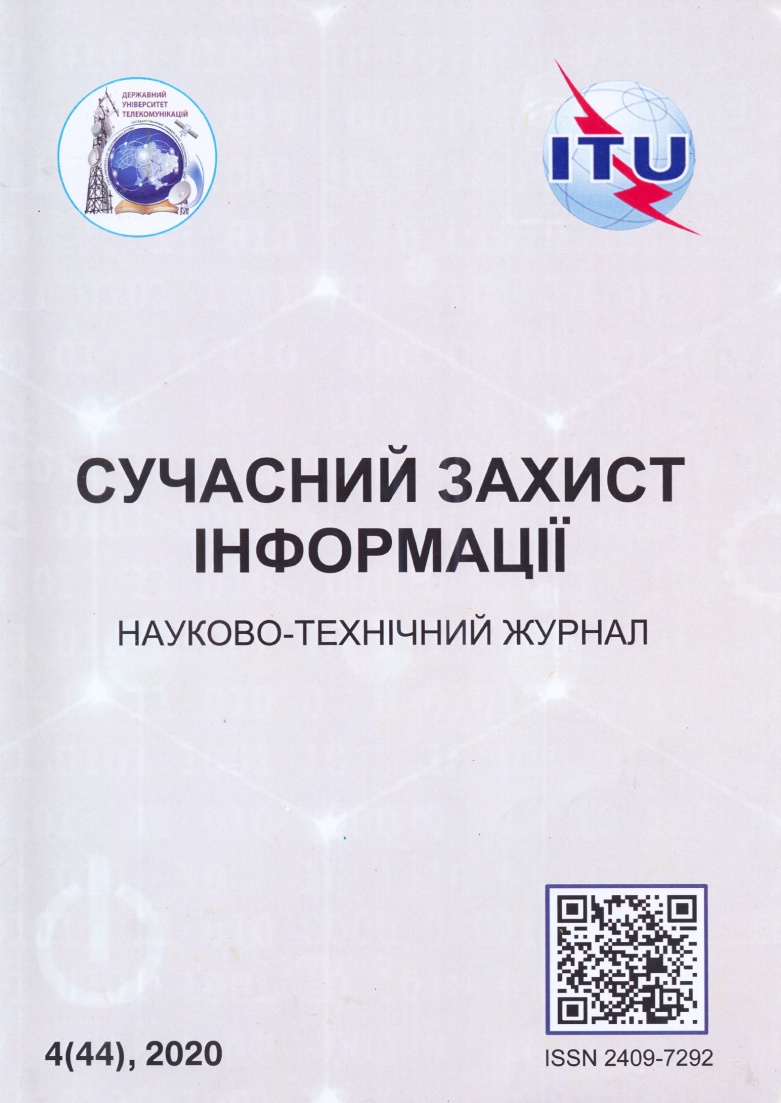 ДЕРЖАВНИЙ
УНІВЕРСИТЕТ
ТЕЛЕКОМУНІКАЦІЙ
ITU
СУЧАСНИЙ ЗАХИСТ
ІНФОРМАЦІЇ
НАУКОВО-ТЕХНІЧНИЙ ЖУРНАЛ
4(44), 2020
ISSN 2409-7292